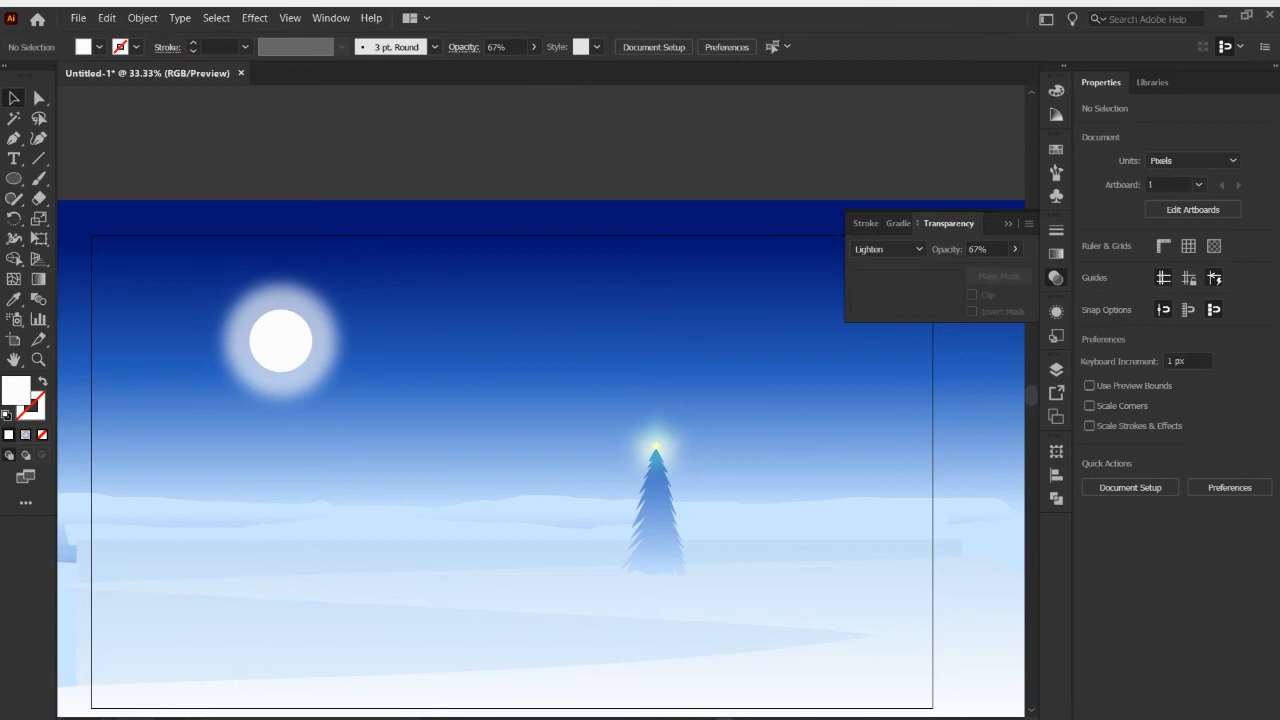 Ai File Edit Object Type Select Effect View Window Help Search Adobe Help
No Selection Stroke: 3 pt. Round Opacity: 67% Style: Document Setup Preferences
Untitled-1* @ 33.33% (RGB/Preview)
Properties Libraries
No Selection
Document
Units: Pixels
Artboard: 1
Edit Artboards
Stroke Gradie Transparency
Lighten Opacity: 67%
Make Mask
Clip
Invert Mask
Ruler & Grids
Guides
Snap Options
Preferences
Keyboard Increment: 1 px
Use Preview Bounds
Scale Corners
Scale Strokes & Effects
Quick Actions
Document Setup Preferences